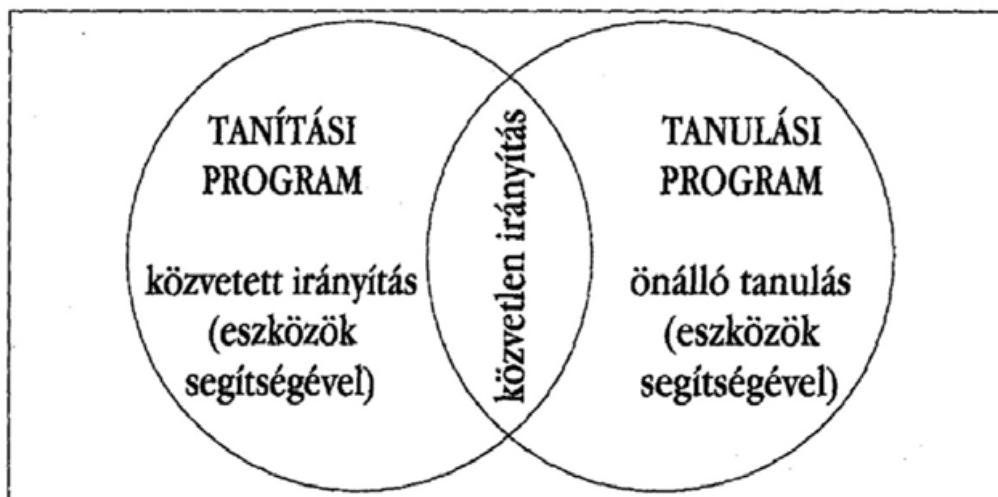 TANÍTÁSI
PROGRAM
közvetett irányítás
(eszközök
segítségével)
közvetlen irányítás
TANULÁSI
PROGRAM
önálló tanulás
(eszközök
segítségével)